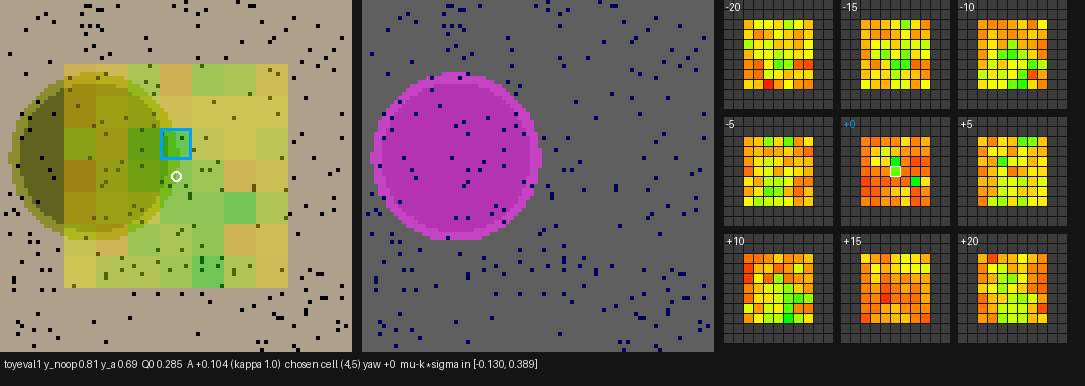 -20 -15 -10
-5 +0 +5
+10 +15 +20
toyeval1 y_noop 0.81 y_a 0.69 Q0 0.285 A +0.104 (kappa 1.0) chosen cell (4,5) yaw +0 mu-k*sigma in [-0.130, 0.389]